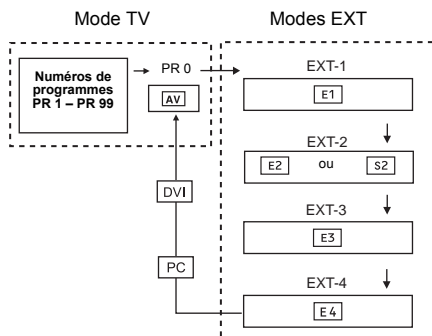 Mode TV
Modes EXT
Numéros de
programmes
PR 1 – PR 99
PR 0
AV
EXT-1
E1
EXT-2
E2 ou S2
EXT-3
E3
EXT-4
E4
DVI
PC